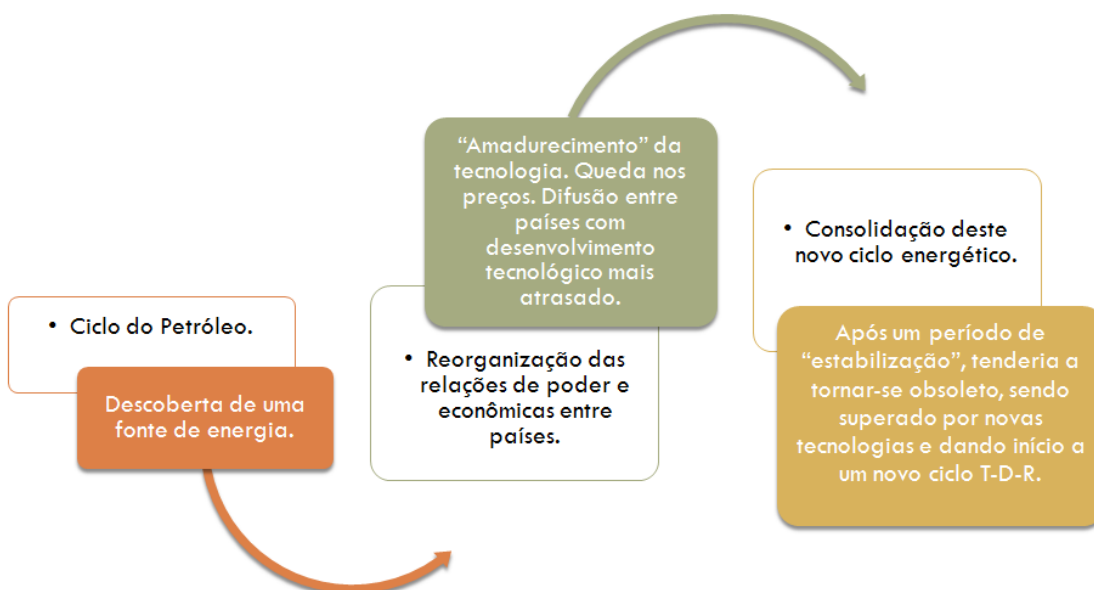 • Ciclo do Petróleo.
Descoberta de uma
fonte de energia.
“Amadurecimento” da
tecnologia. Queda nos
preços. Difusão entre
países com
desenvolvimento
tecnológico mais
atrasado.
• Reorganização das
relações de poder e
econômicas entre
países.
• Consolidação deste
novo ciclo energético.
Após um período de
“estabilização”, tenderia a
tornar-se obsoleto, sendo
superado por novas
tecnologias e dando início a
um novo ciclo T-D-R.